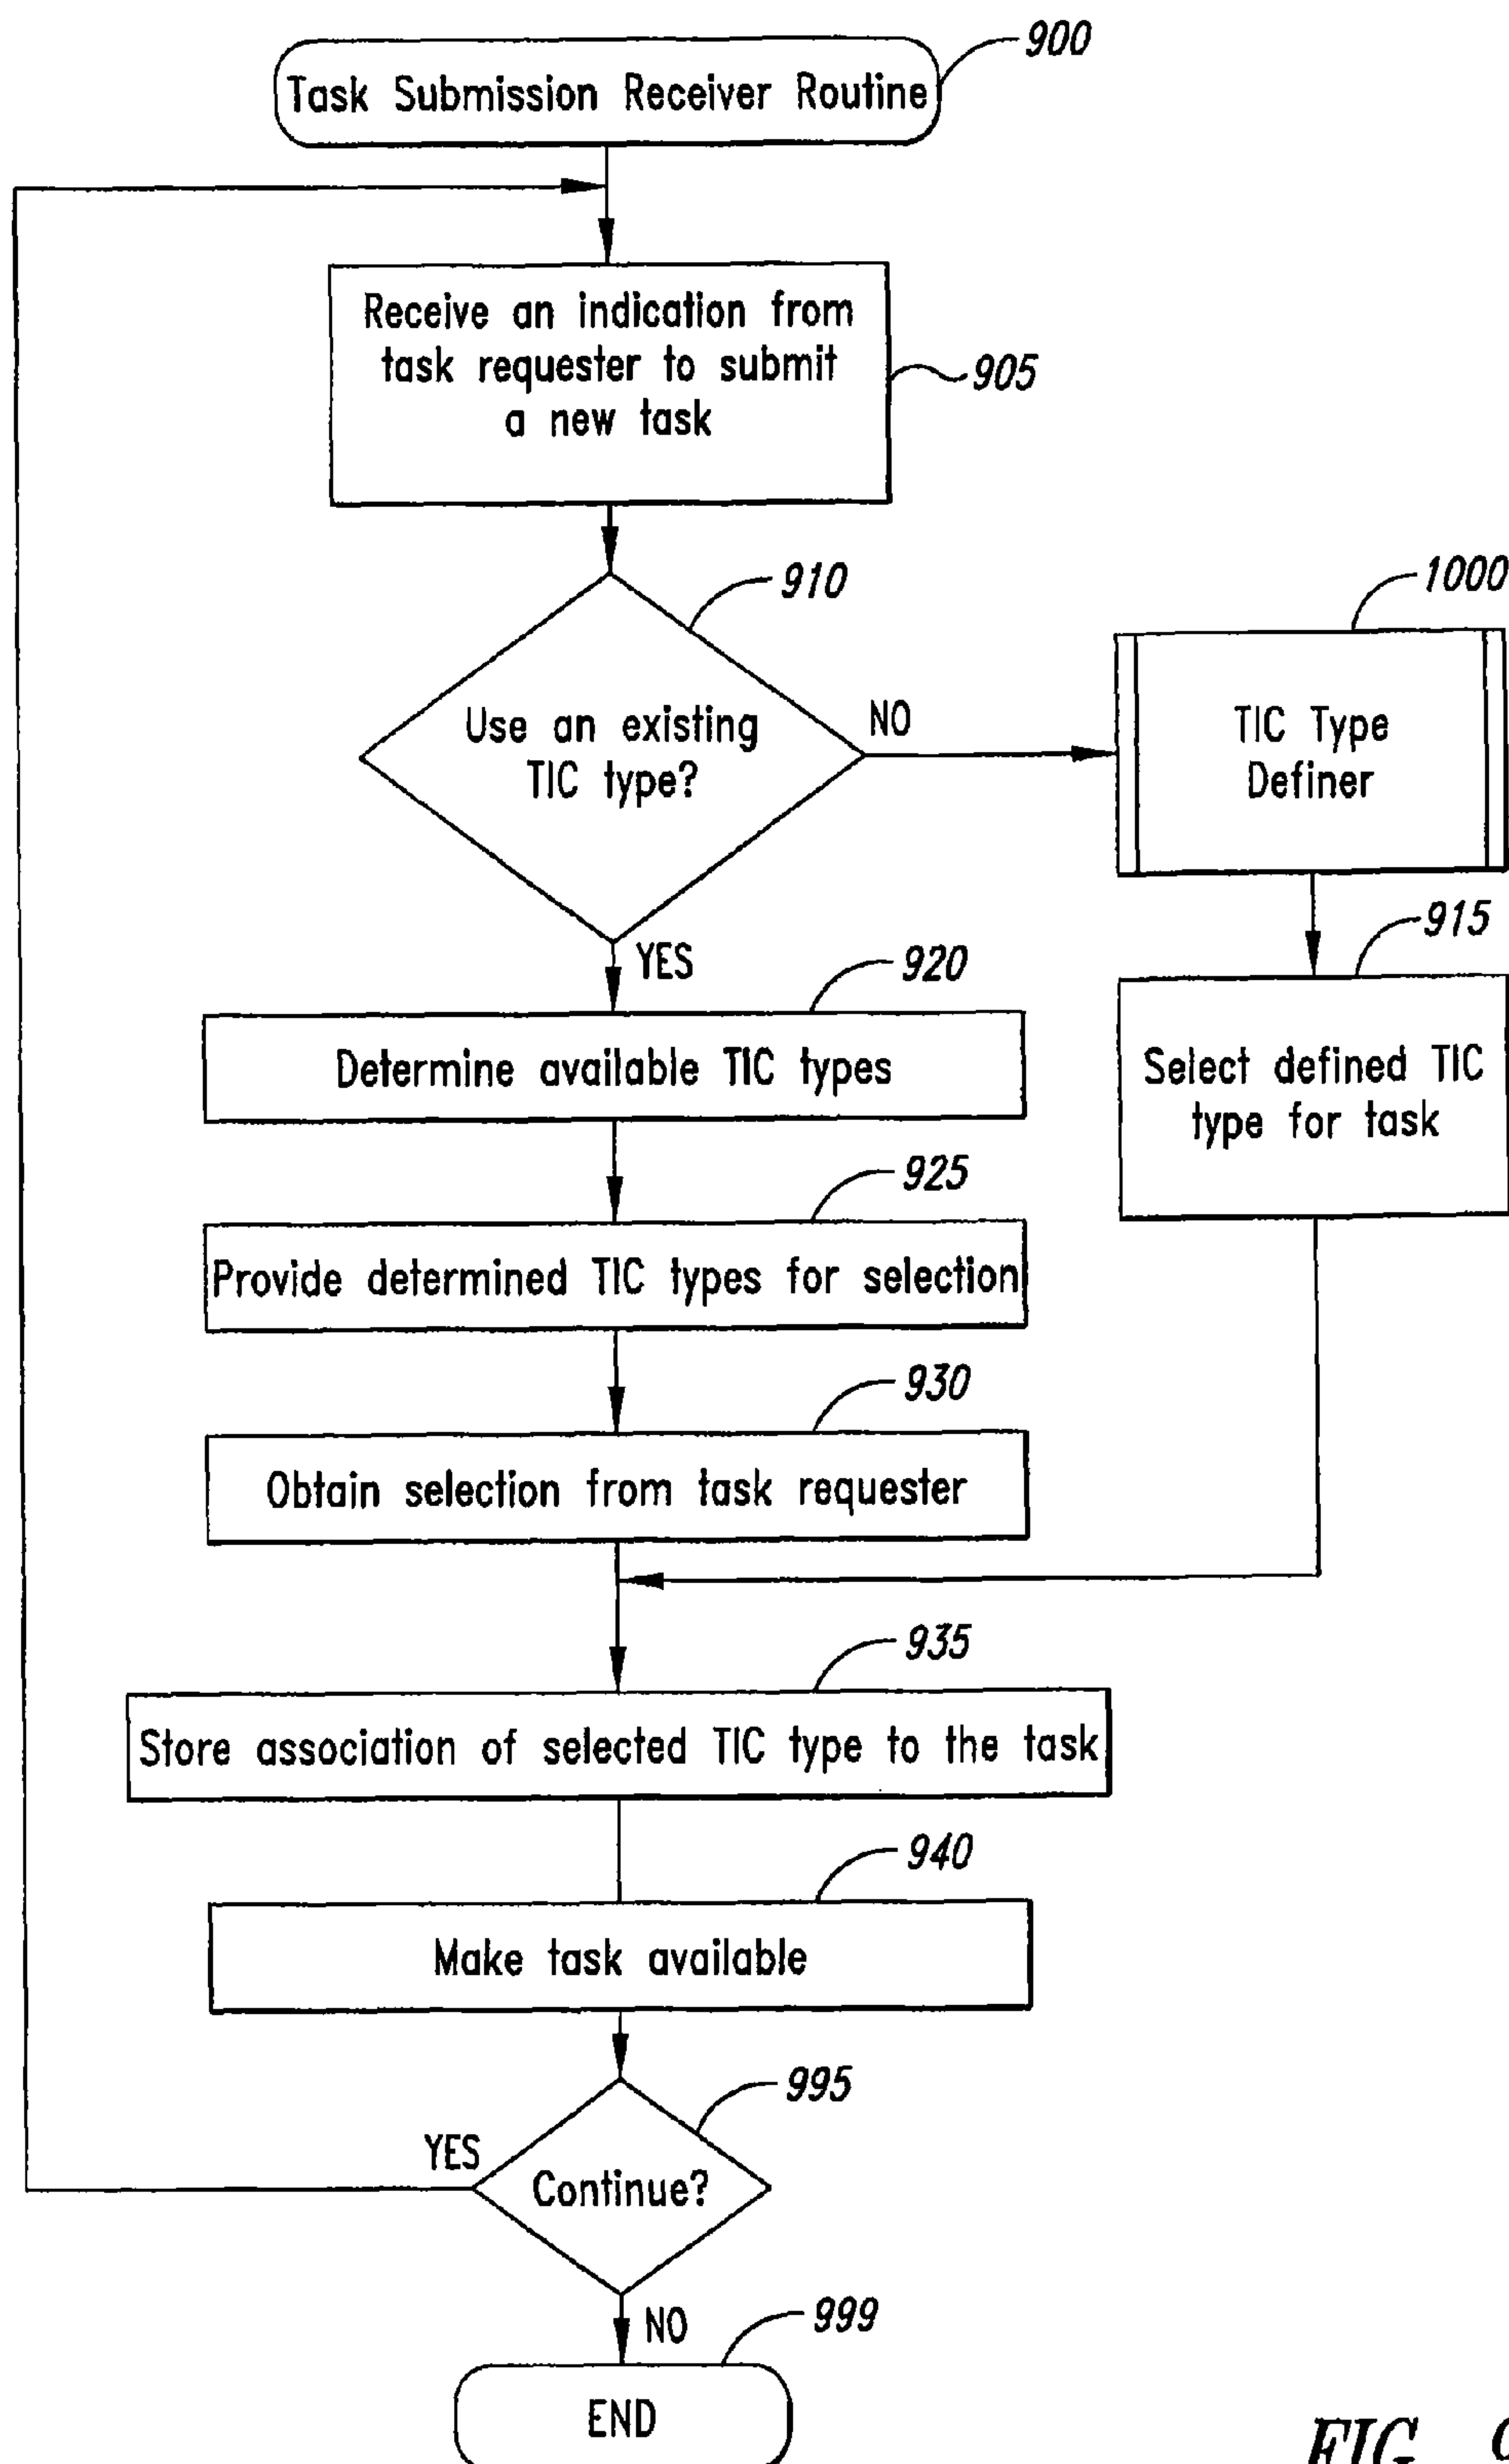 900
Task Submission Receiver Routine
Receive an indication from
task requester to submit
a new task
905
910
Use an existing
TIC type?
NO
1000
TIC Type
Definer
YES
915
Select defined TIC
type for task
920
Determine available TIC types
925
Provide determined TIC types for selection
930
Obtain selection from task requester
935
Store association of selected TIC type to the task
940
Make task available
995
YES
Continue?
NO
999
END
FIG. 9